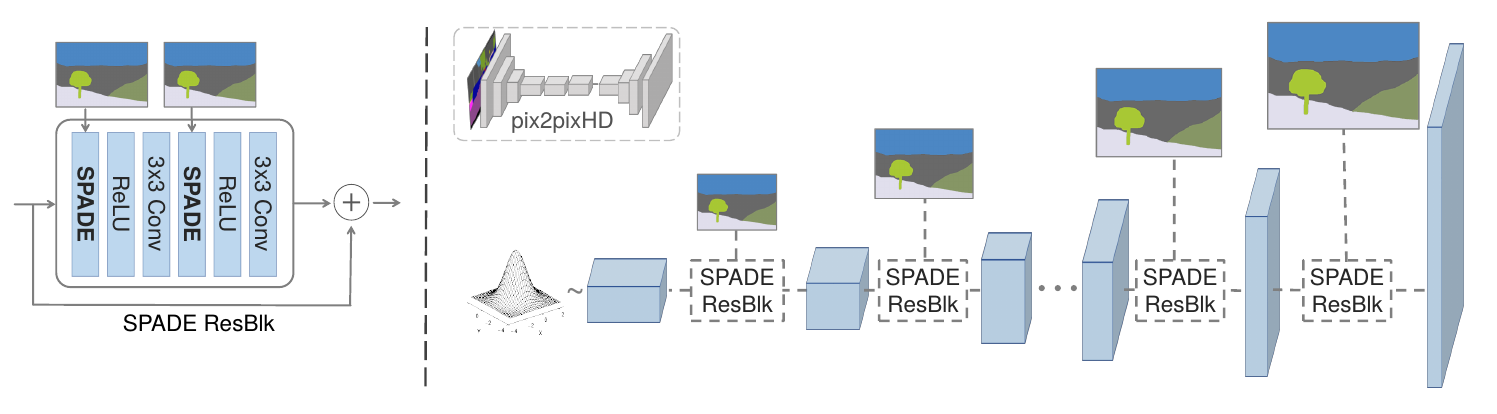 SPADE
ReLU
3x3 Conv
SPADE
ReLU
3x3 Conv
+
SPADE ResBlk
pix2pixHD
~
SPADE
ResBlk
SPADE
ResBlk
SPADE
ResBlk
SPADE
ResBlk